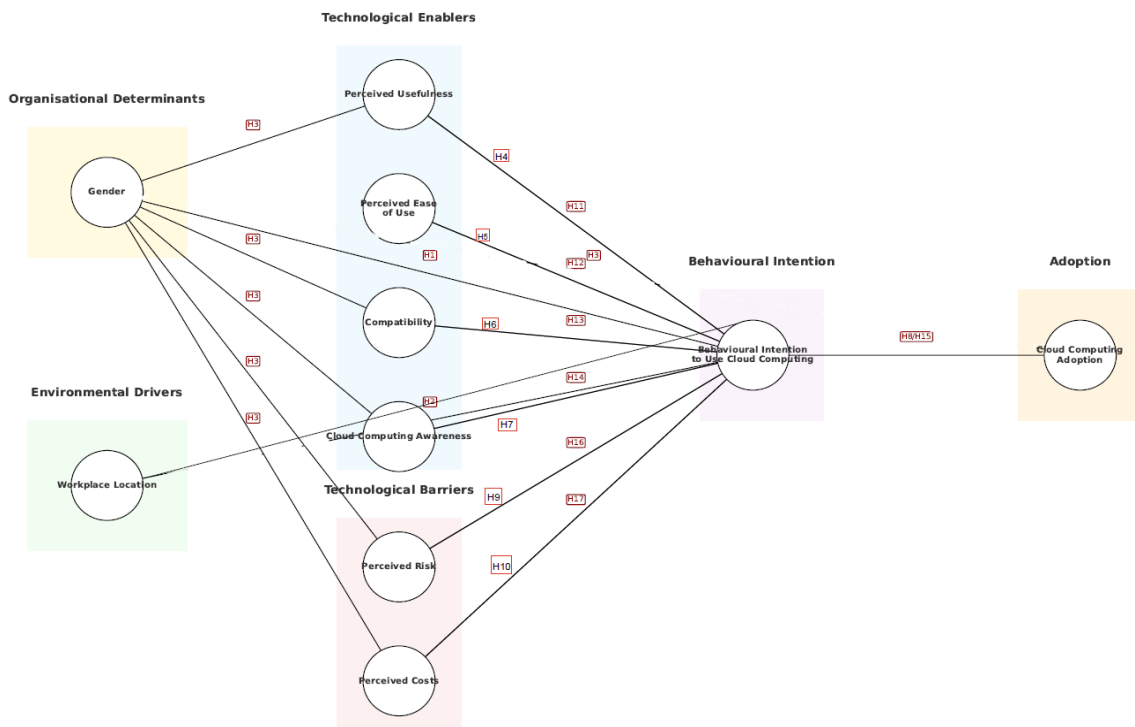 Technological Enablers
Perceived Usefulness
Organisational Determinants
H3
H4
Gender
Perceived Ease
of Use
H11
H5
H3
H1
H3
H12
Behavioural Intention
Adoption
H3
Compatibility
H6
H13
H8/H15
Behavioural Intention
to Use Cloud Computing
Cloud Computing
Adoption
H3
H14
Environmental Drivers
H2
H3
H7
Cloud Computing Awareness
H16
Workplace Location
Technological Barriers
H9
H17
Perceived Risk
H10
Perceived Costs